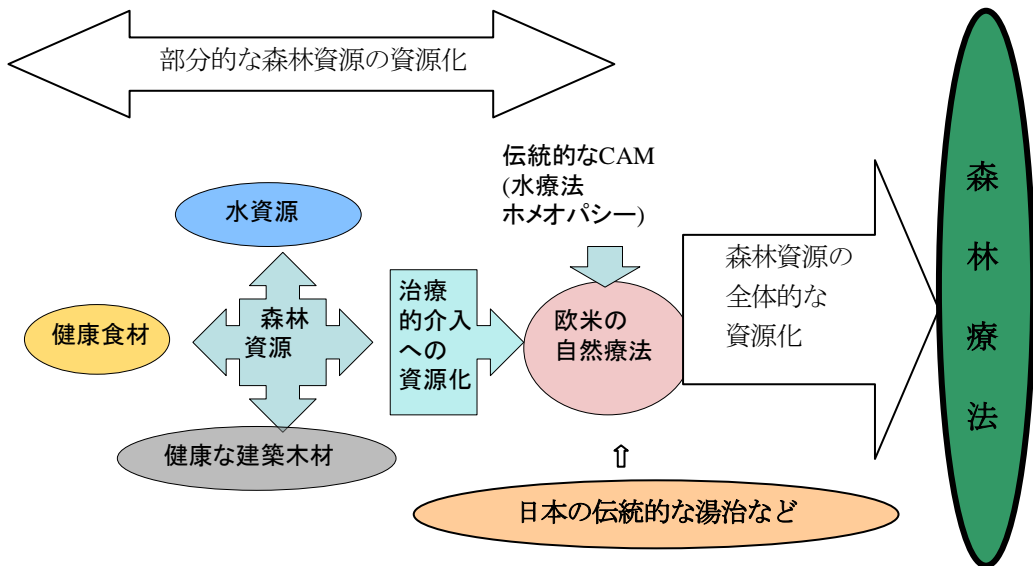 部分的な森林資源の資源化
伝統的なCAM
(水療法
ホメオパシー)
水資源
健康食材
森林
資源
健康な建築木材
治療
的介入
への
資源化
欧米の
自然療法
日本の伝統的な湯治など
森林資源の
全体的な
資源化
森
林
療
法